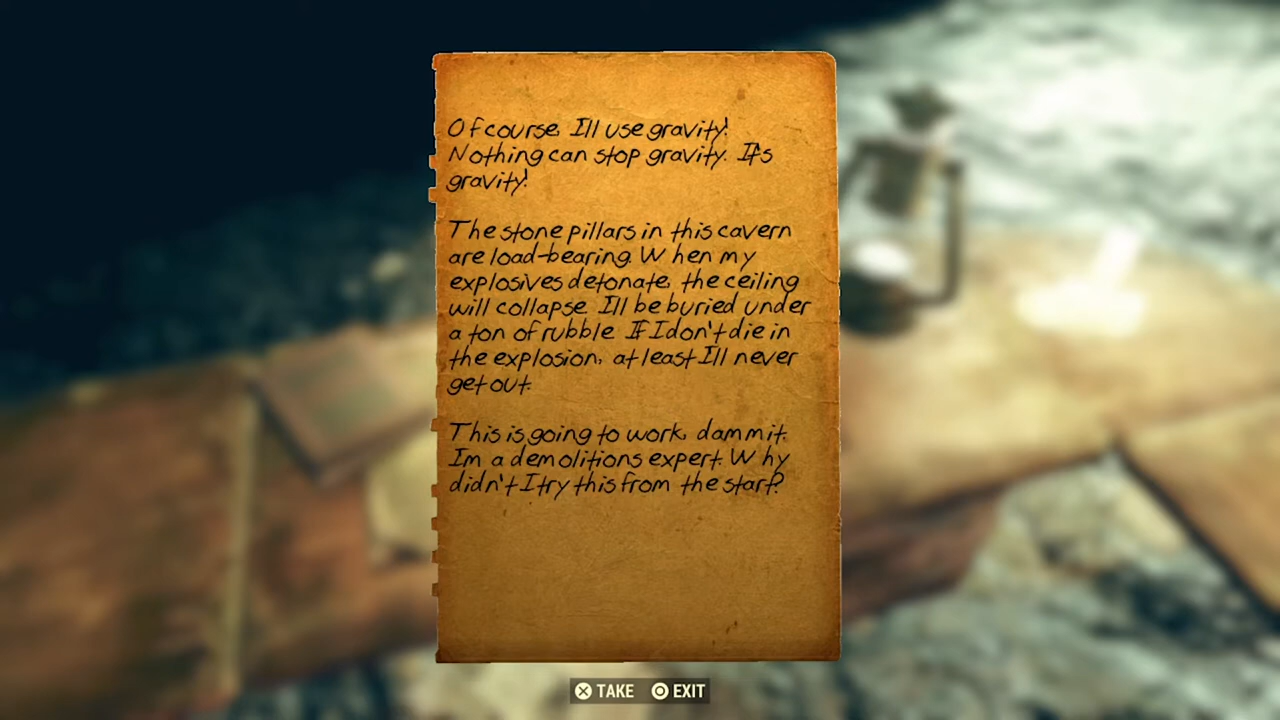 Of course, I'll use gravity!
Nothing can stop gravity. It's
gravity!
The stone pillars in this cavern
are load-bearing. When my
explosives detonate, the ceiling
will collapse. I'll be buried under
a ton of rubble. If I don't die in
the explosion, at least I'll never
get out.
This is going to work, dammit.
I'm a demolitions expert. Why
didn't I try this from the start?
TAKE EXIT